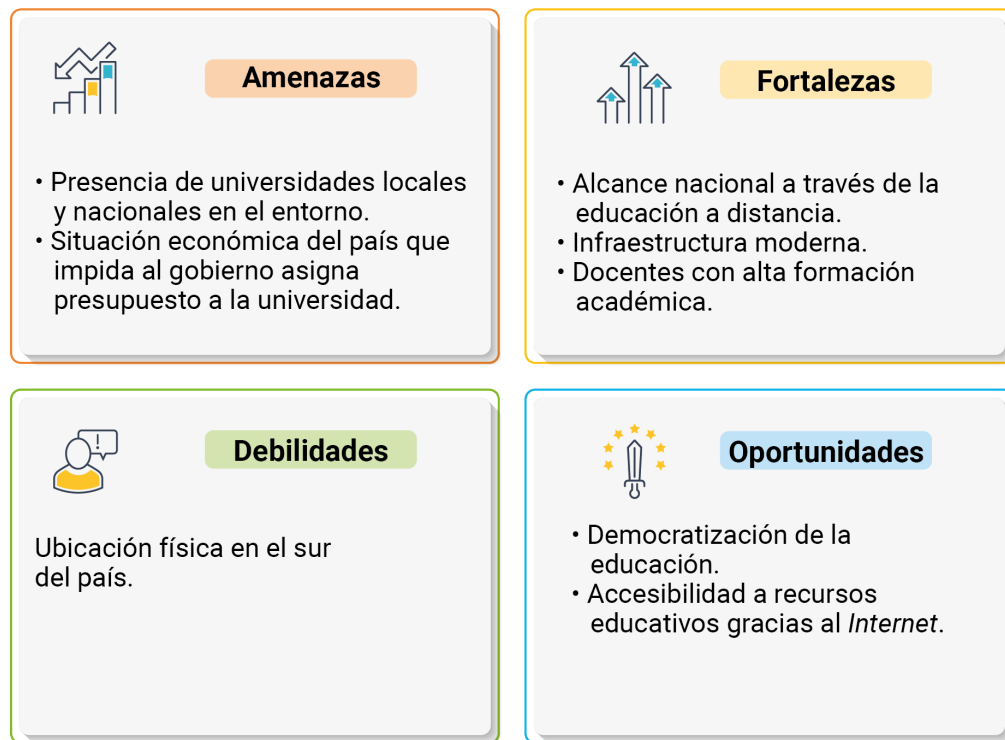 Amenazas
• Presencia de universidades locales
y nacionales en el entorno.
• Situación económica del país que
impida al gobierno asigna
presupuesto a la universidad.
Fortalezas
• Alcance nacional a través de la
educación a distancia.
• Infraestructura moderna.
• Docentes con alta formación
académica.
Debilidades
Ubicación física en el sur
del país.
Oportunidades
• Democratización de la
educación.
• Accesibilidad a recursos
educativos gracias al Internet.